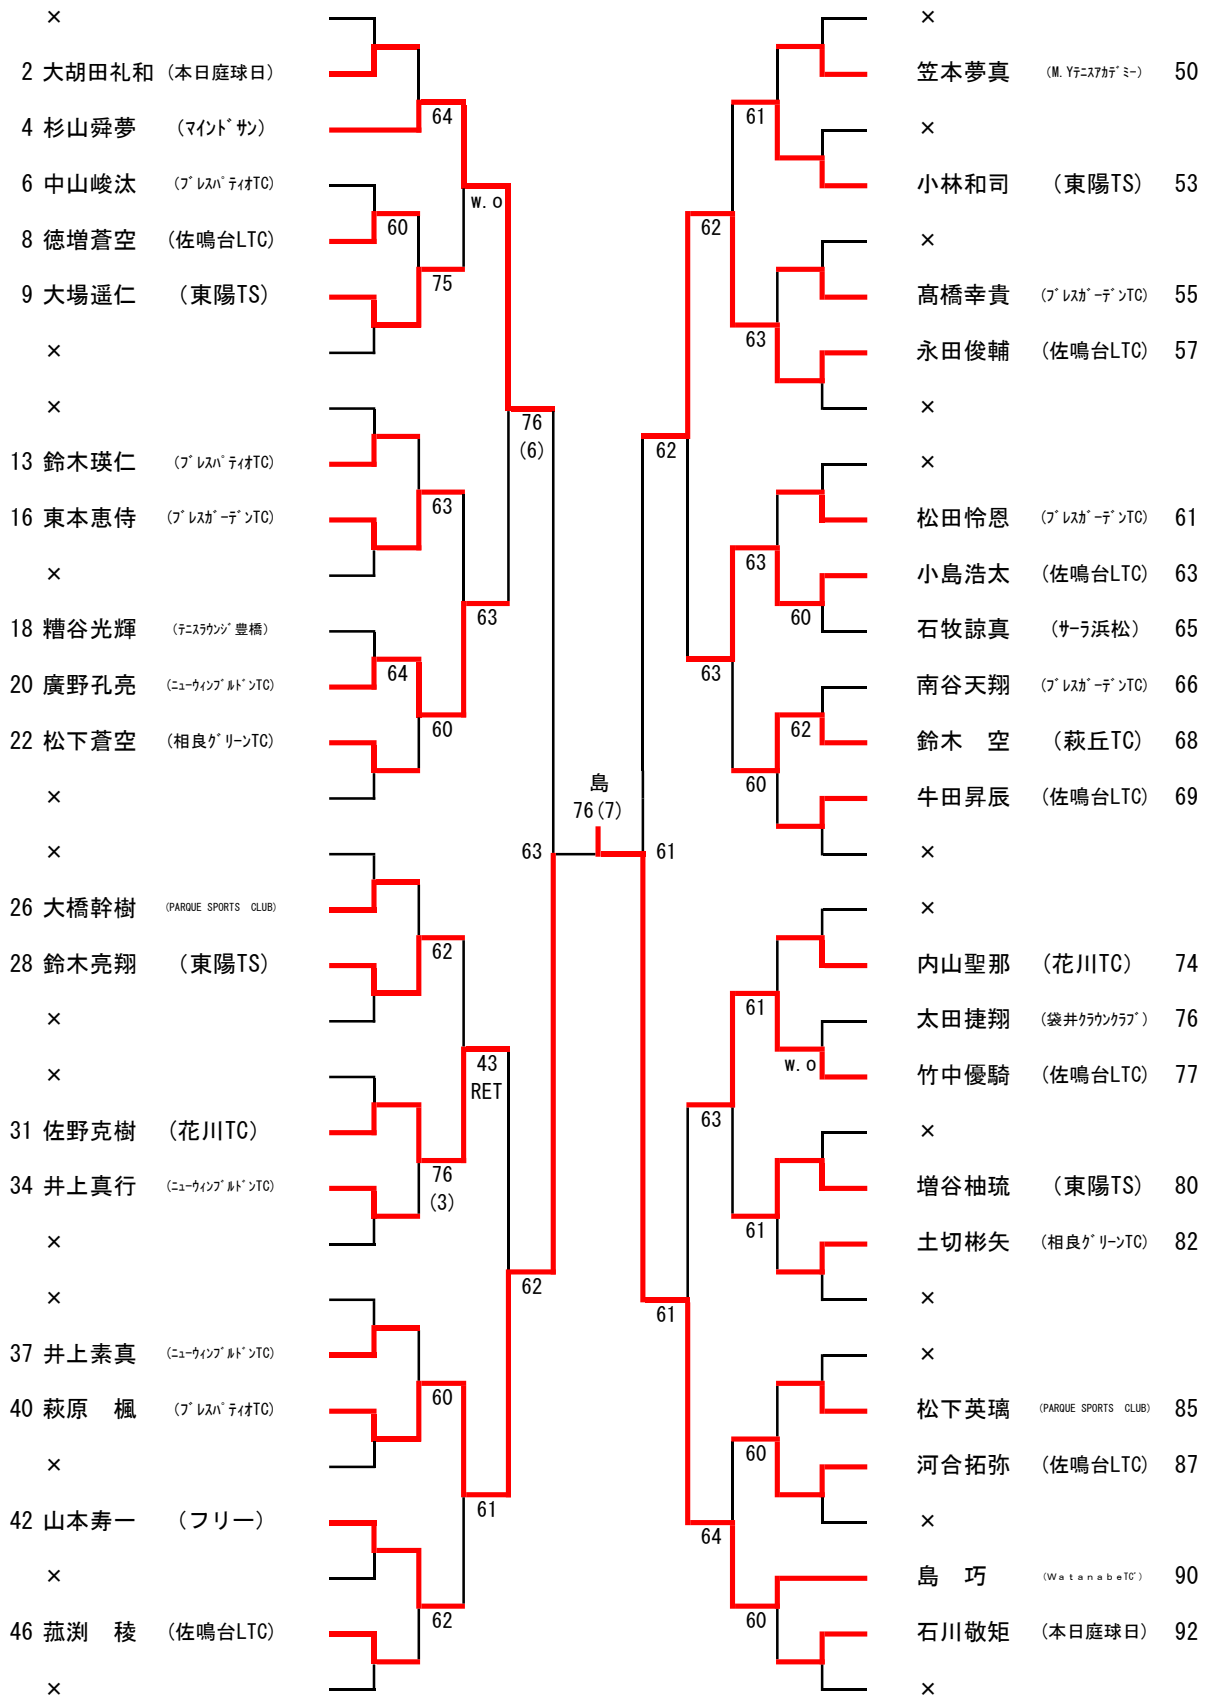 ×
2 大胡田礼和 (本日庭球日)
4 杉山舜夢 (マインドサン)
64
6 中山峻汰 (ブレスパティオTC)
w.o
8 徳増蒼空 (佐鳴台LTC)
60
9 大場遥仁 (東陽TS)
75
×
×
76
(6)
13 鈴木瑛仁 (ブレスパティオTC)
16 東本恵侍 (ブレスガーデンTC)
63
×
18 糟谷光輝 (テニスラウンジ豊橋)
63
20 廣野孔亮 (ニューウィンブルドンTC)
64
22 松下蒼空 (相良グリーンTC)
60
×
×
63
26 大橋幹樹 (PARQUE SPORTS CLUB)
28 鈴木亮翔 (東陽TS)
62
×
×
43
RET
31 佐野克樹 (花川TC)
34 井上真行 (ニューウィンブルドンTC)
76
(3)
×
×
62
37 井上素真 (ニューウィンブルドンTC)
40 萩原 楓 (ブレスパティオTC)
60
×
42 山本寿一 (フリー)
61
×
46 菰渕 稜 (佐鳴台LTC)
62
×
島
76(7)
×
笠本夢真 (M.Yテニスアカデミー) 50
61
×
小林和司 (東陽TS) 53
62
×
髙橋幸貴 (ブレスガーデンTC) 55
63
永田俊輔 (佐鳴台LTC) 57
×
62
×
松田怜恩 (ブレスガーデンTC) 61
63
小島浩太 (佐鳴台LTC) 63
60
石牧諒真 (サーラ浜松) 65
63
南谷天翔 (ブレスガーデンTC) 66
62
鈴木 空 (萩丘TC) 68
60
牛田昇辰 (佐鳴台LTC) 69
×
61
×
内山聖那 (花川TC) 74
61
太田捷翔 (袋井クラウンクラブ) 76
w.o
竹中優騎 (佐鳴台LTC) 77
63
×
増谷柚琉 (東陽TS) 80
61
土切彬矢 (相良グリーンTC) 82
×
61
×
松下英璃 (PARQUE SPORTS CLUB) 85
60
河合拓弥 (佐鳴台LTC) 87
×
64
島 巧 (WatanabeTC) 90
60
石川敬矩 (本日庭球日) 92
×